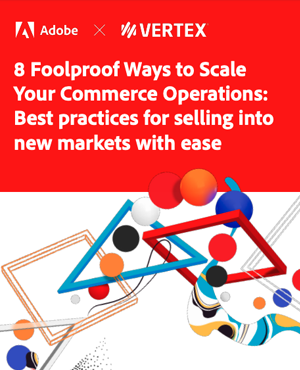 Adobe × VERTEX
8 Foolproof Ways to Scale
Your Commerce Operations:
Best practices for selling into
new markets with ease